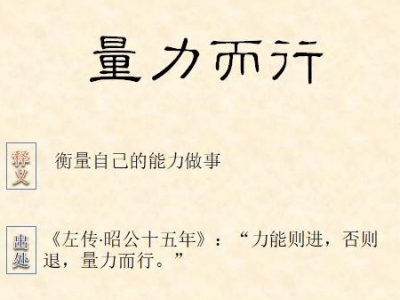 量力而行
释义
衡量自己的能力做事
出处
《左传·昭公十五年》：“力能则进，否则
退，量力而行。”